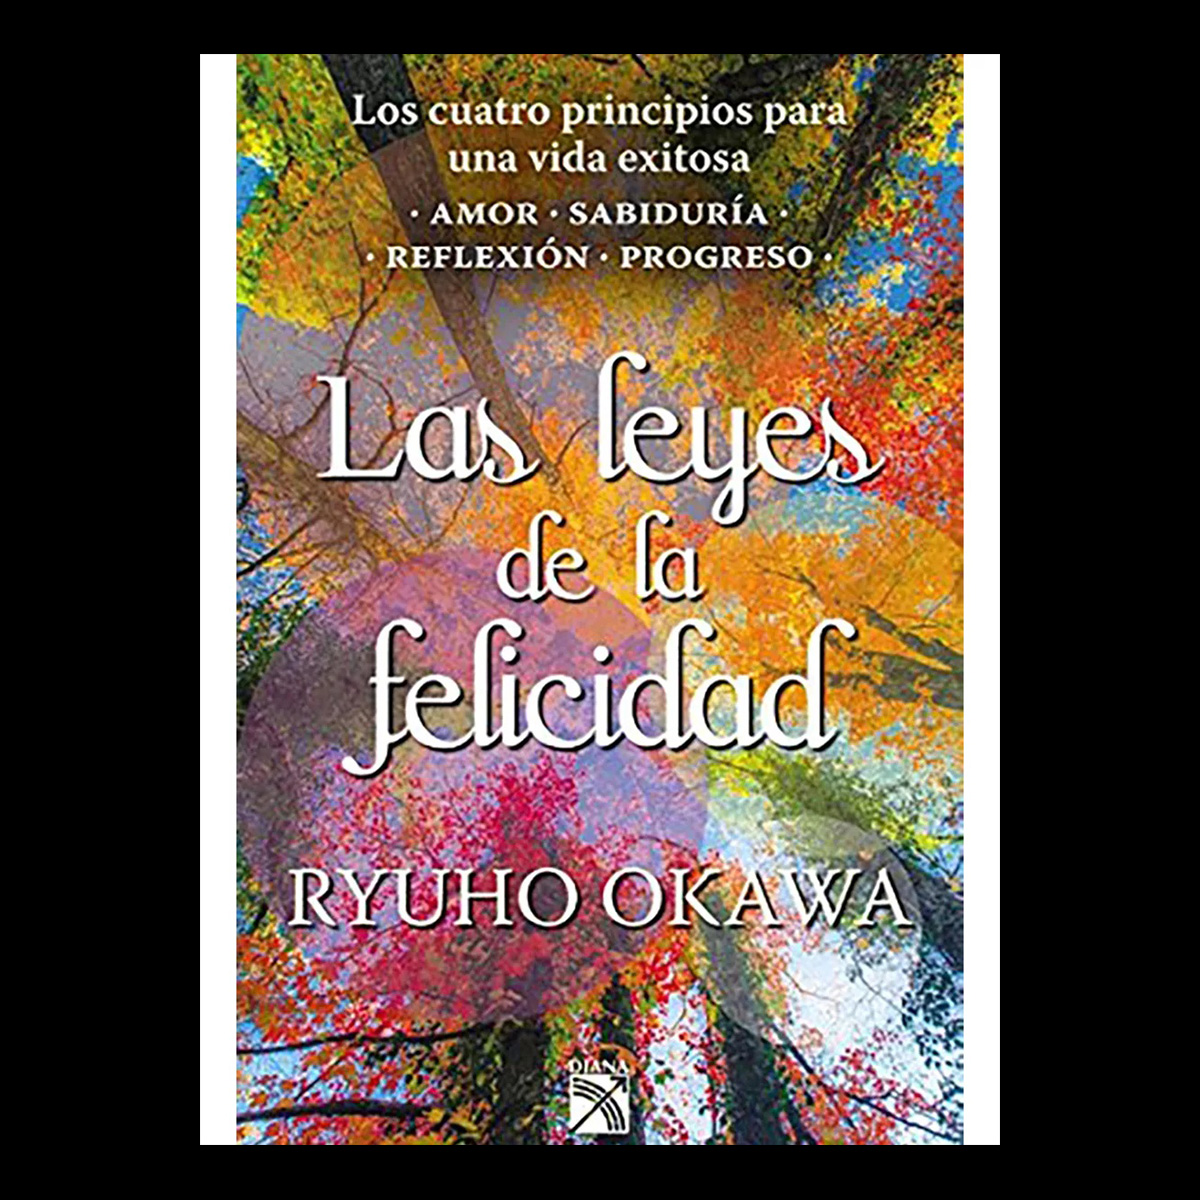 Los cuatro principios para
una vida exitosa
· AMOR · SABIDURÍA ·
· REFLEXIÓN · PROGRESO ·
Las leyes
de la
felicidad
RYUHO OKAWA
DIANA